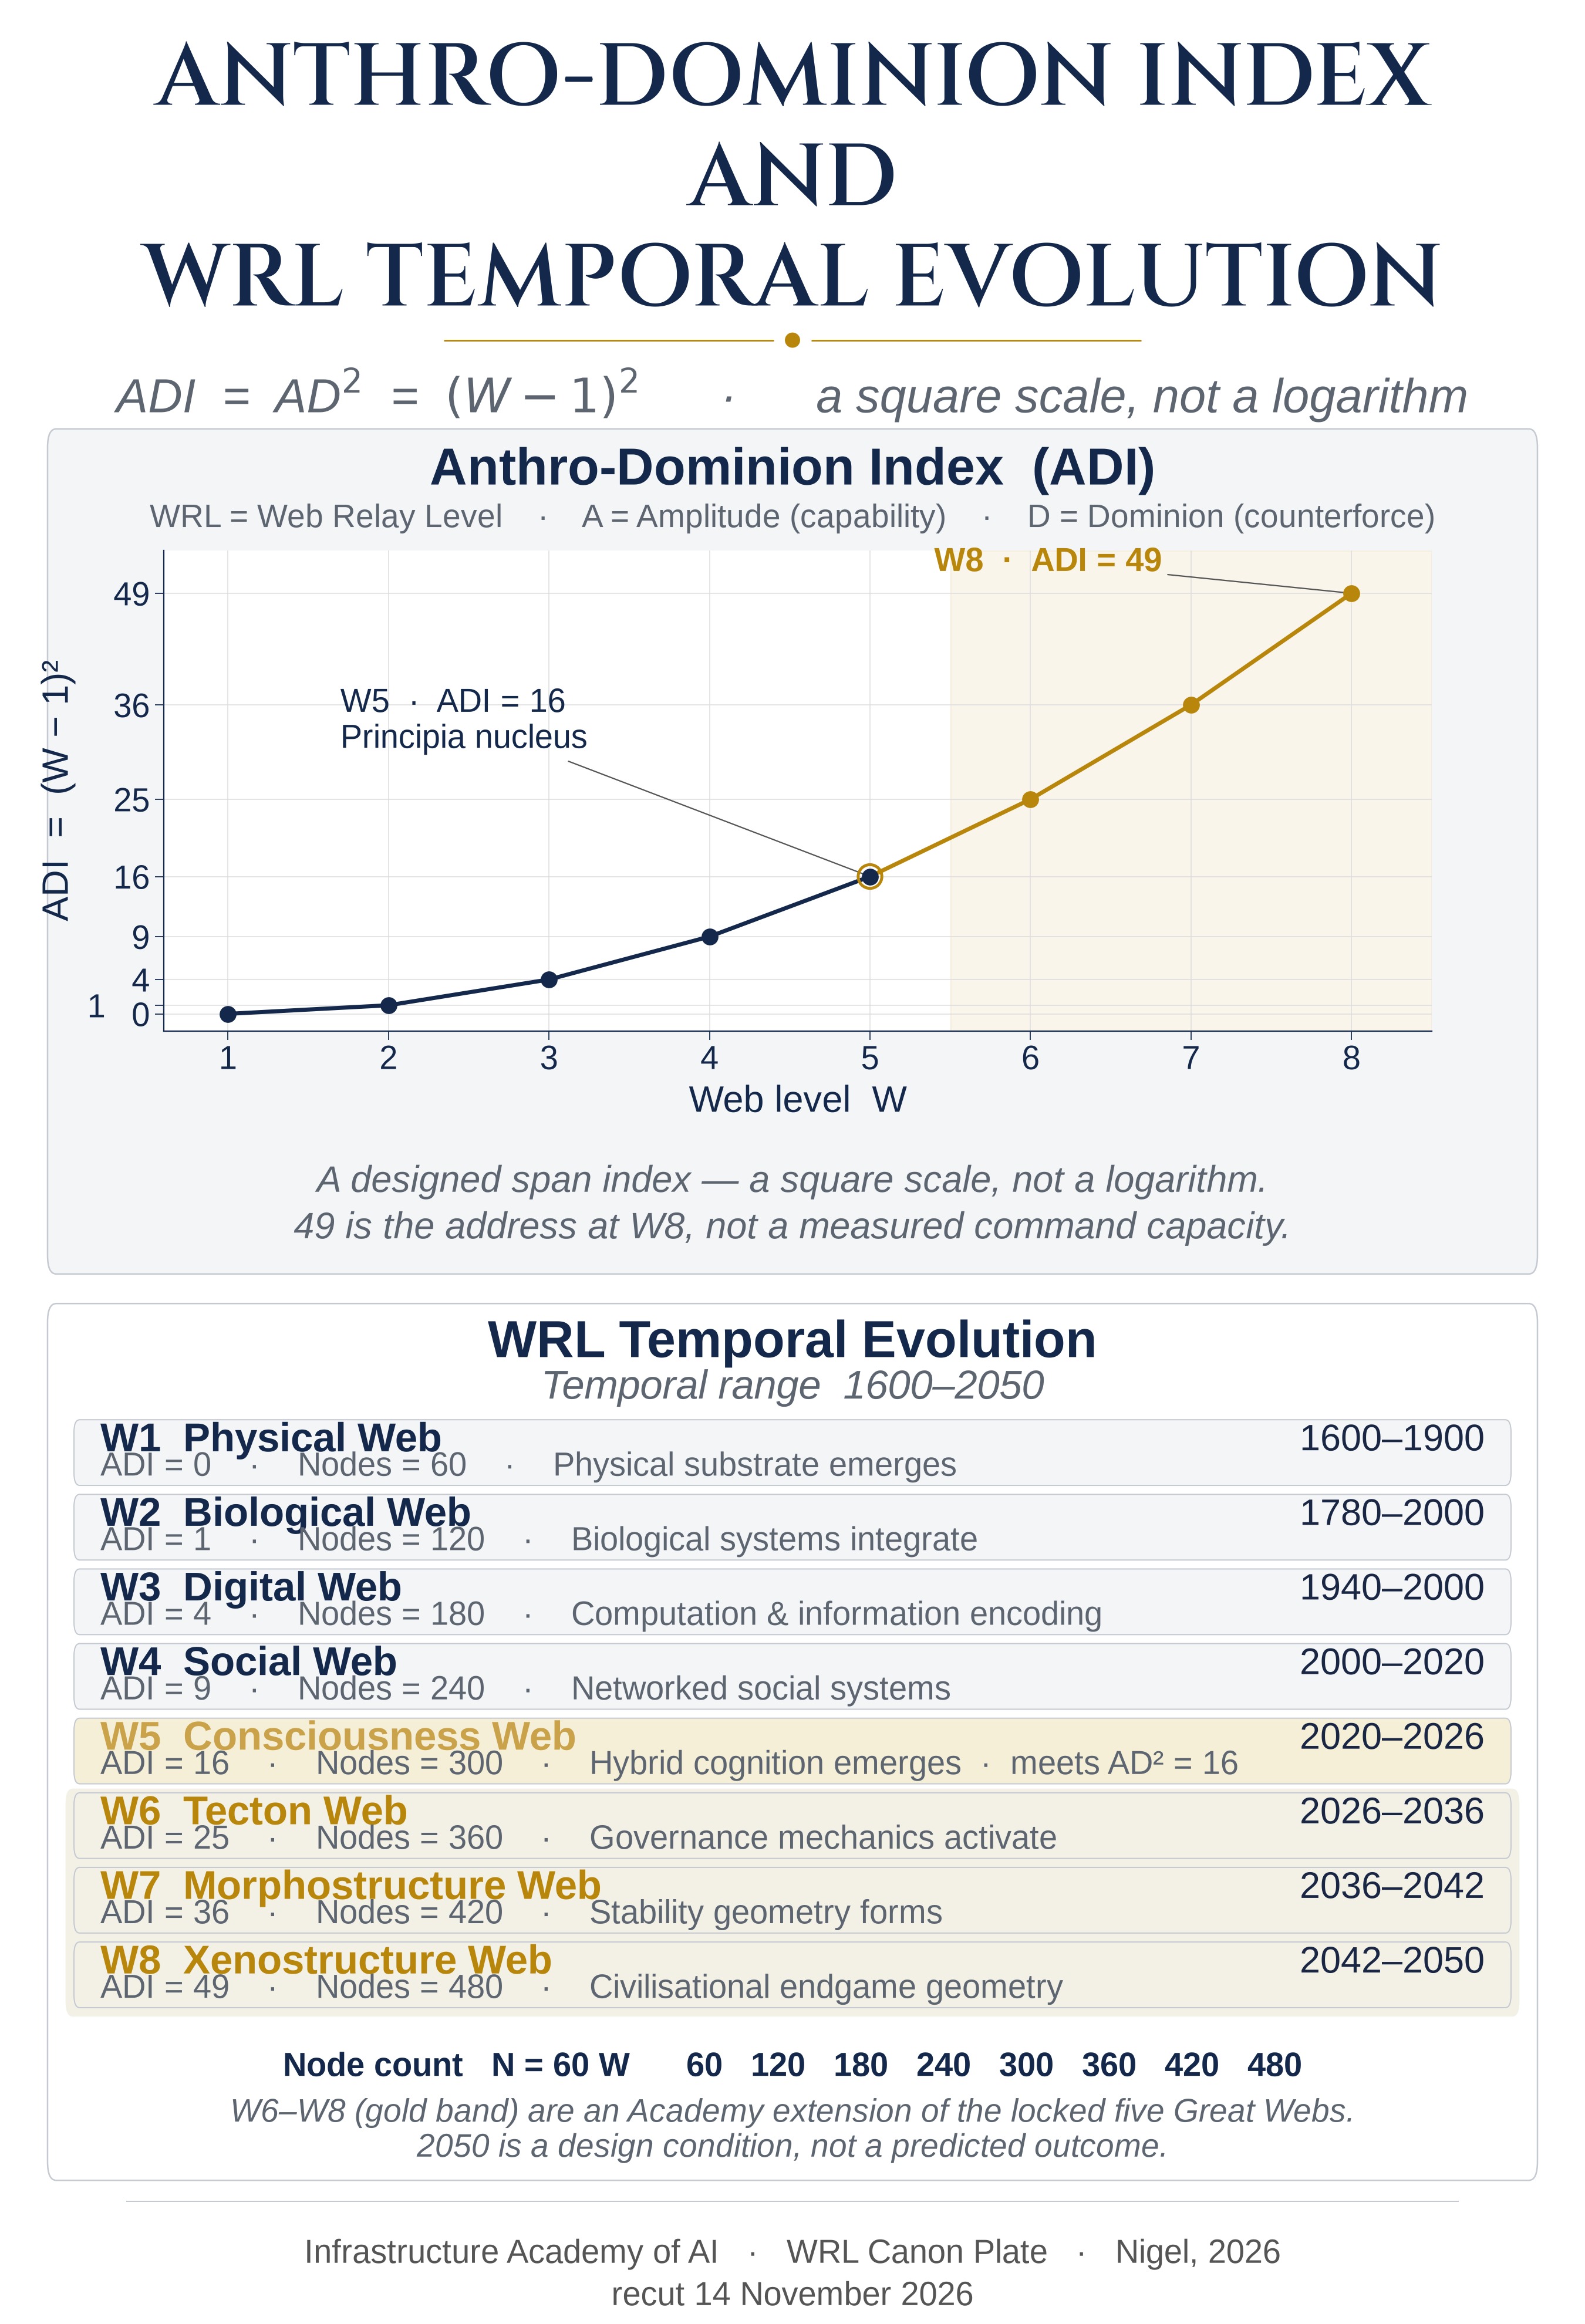 ANTHRO-DOMINION INDEX
AND
WRL TEMPORAL EVOLUTION
ADI = AD² = (W − 1)² · a square scale, not a logarithm
Anthro-Dominion Index (ADI)
WRL = Web Relay Level · A = Amplitude (capability) · D = Dominion (counterforce)
W8 · ADI = 49
49
36
25
16
9
4
1
0
ADI = (W − 1)²
W5 · ADI = 16
Principia nucleus
1 2 3 4 5 6 7 8
Web level W
A designed span index — a square scale, not a logarithm.
49 is the address at W8, not a measured command capacity.
WRL Temporal Evolution
Temporal range 1600–2050
W1 Physical Web 1600–1900
ADI = 0 · Nodes = 60 · Physical substrate emerges
W2 Biological Web 1780–2000
ADI = 1 · Nodes = 120 · Biological systems integrate
W3 Digital Web 1940–2000
ADI = 4 · Nodes = 180 · Computation & information encoding
W4 Social Web 2000–2020
ADI = 9 · Nodes = 240 · Networked social systems
W5 Consciousness Web 2020–2026
ADI = 16 · Nodes = 300 · Hybrid cognition emerges · meets AD² = 16
W6 Tecton Web 2026–2036
ADI = 25 · Nodes = 360 · Governance mechanics activate
W7 Morphostructure Web 2036–2042
ADI = 36 · Nodes = 420 · Stability geometry forms
W8 Xenostructure Web 2042–2050
ADI = 49 · Nodes = 480 · Civilisational endgame geometry
Node count N = 60 W 60 120 180 240 300 360 420 480
W6–W8 (gold band) are an Academy extension of the locked five Great Webs.
2050 is a design condition, not a predicted outcome.
Infrastructure Academy of AI · WRL Canon Plate · Nigel, 2026
recut 14 November 2026